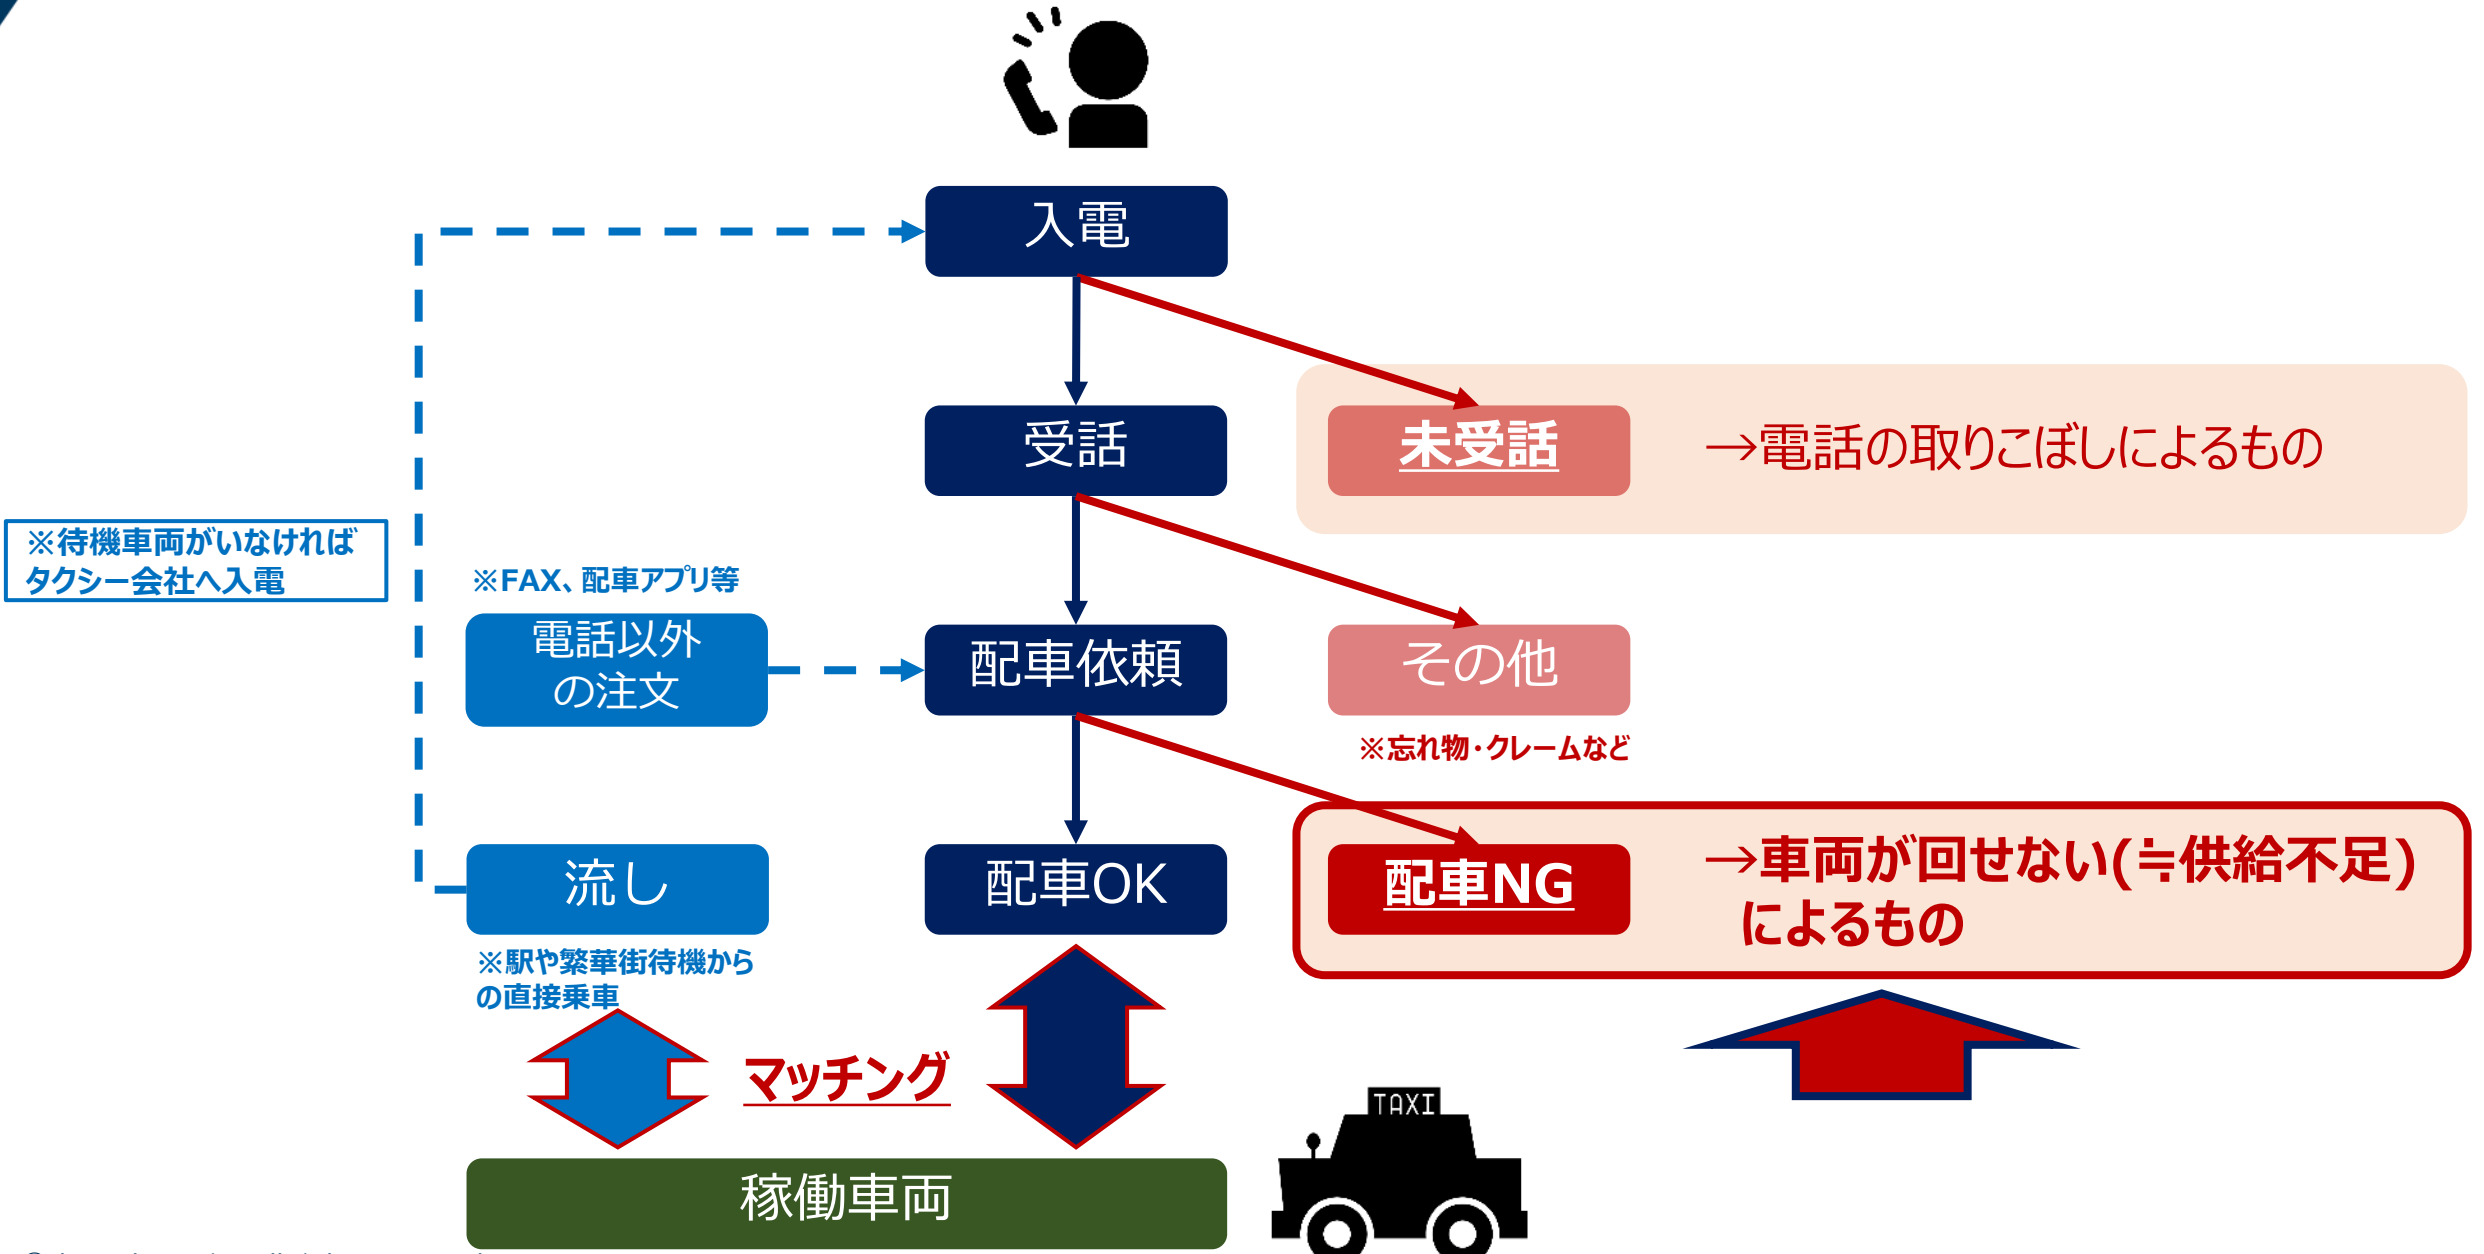 入電
受話
未受話
→電話の取りこぼしによるもの
※待機車両がいなければ
タクシー会社へ入電
※FAX、配車アプリ等
電話以外
の注文
配車依頼
その他
※忘れ物・クレームなど
流し
配車OK
配車NG
→車両が回せない(≒供給不足)
によるもの
※駅や繁華街待機から
の直接乗車
マッチング
TAXI
稼働車両